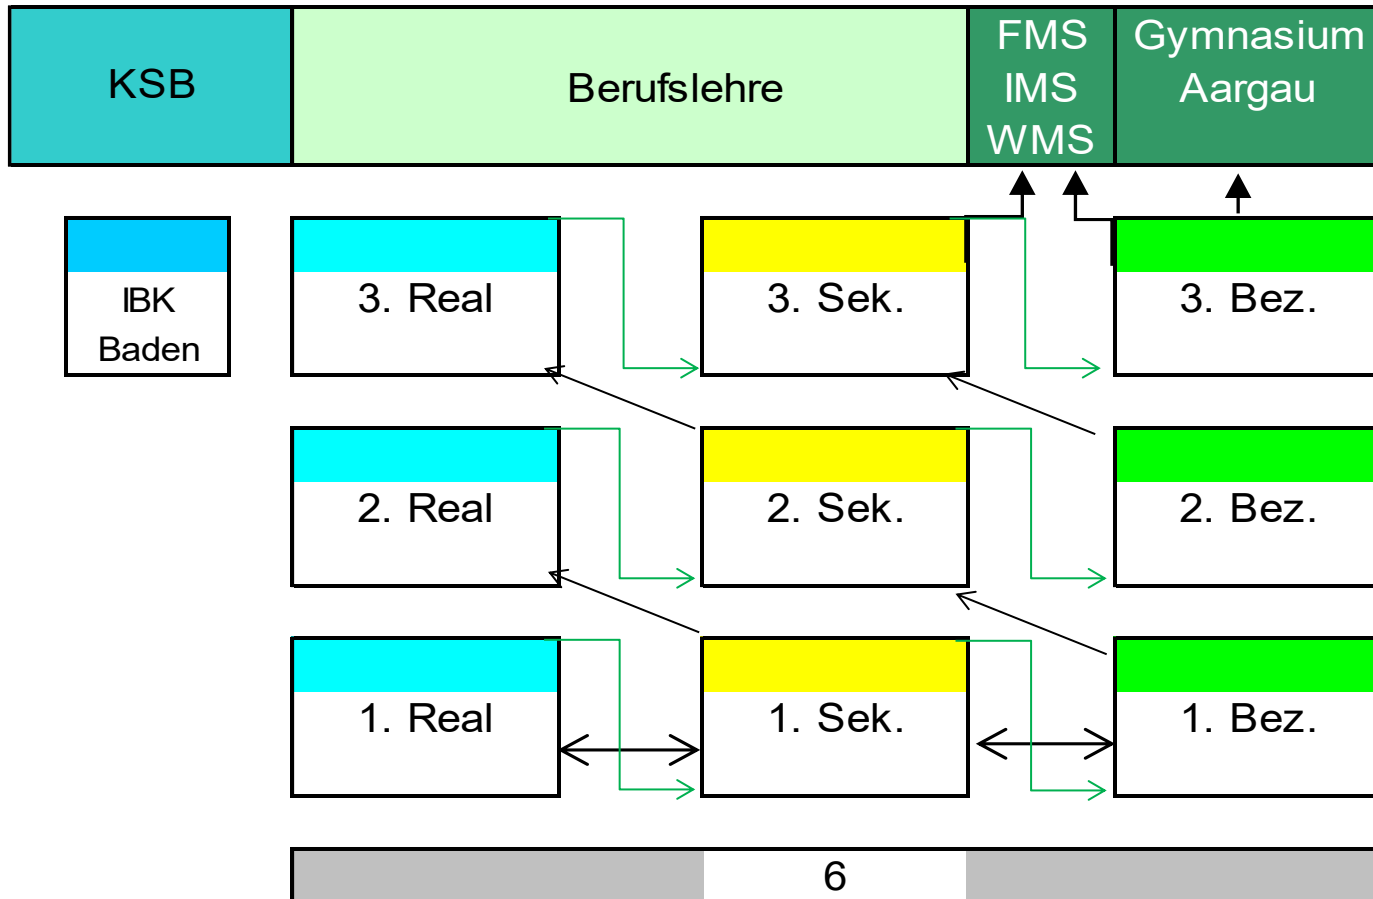 KSB
Berufslehre
FMS
IMS
WMS
Gymnasium
Aargau
IBK
Baden
3. Real
3. Sek.
3. Bez.
2. Real
2. Sek.
2. Bez.
1. Real
1. Sek.
1. Bez.
6